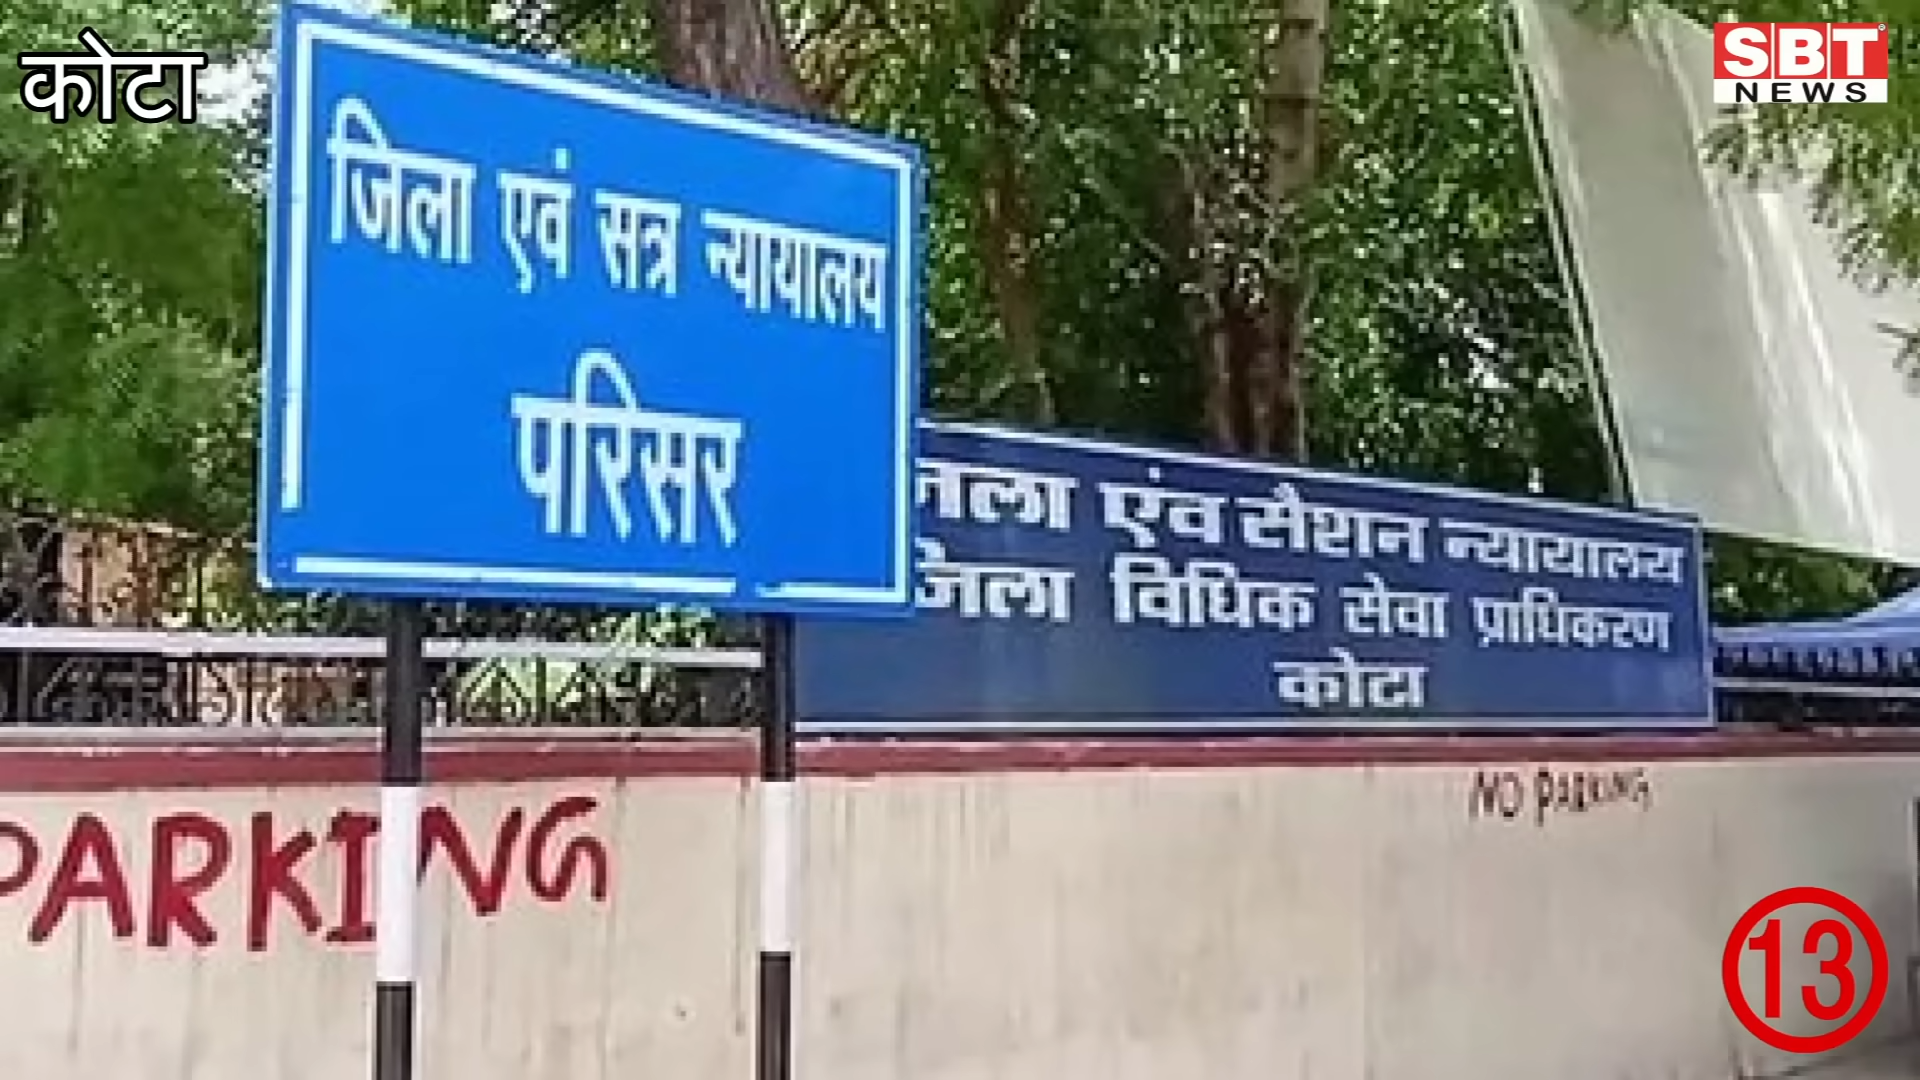 कोटा
SBT
NEWS
जिला एवं सत्र न्यायालय
परिसर
जिला एंव सैशन न्यायालय
जिला विधिक सेवा प्राधिकरण
कोटा
PARKING
NO PARKING
13